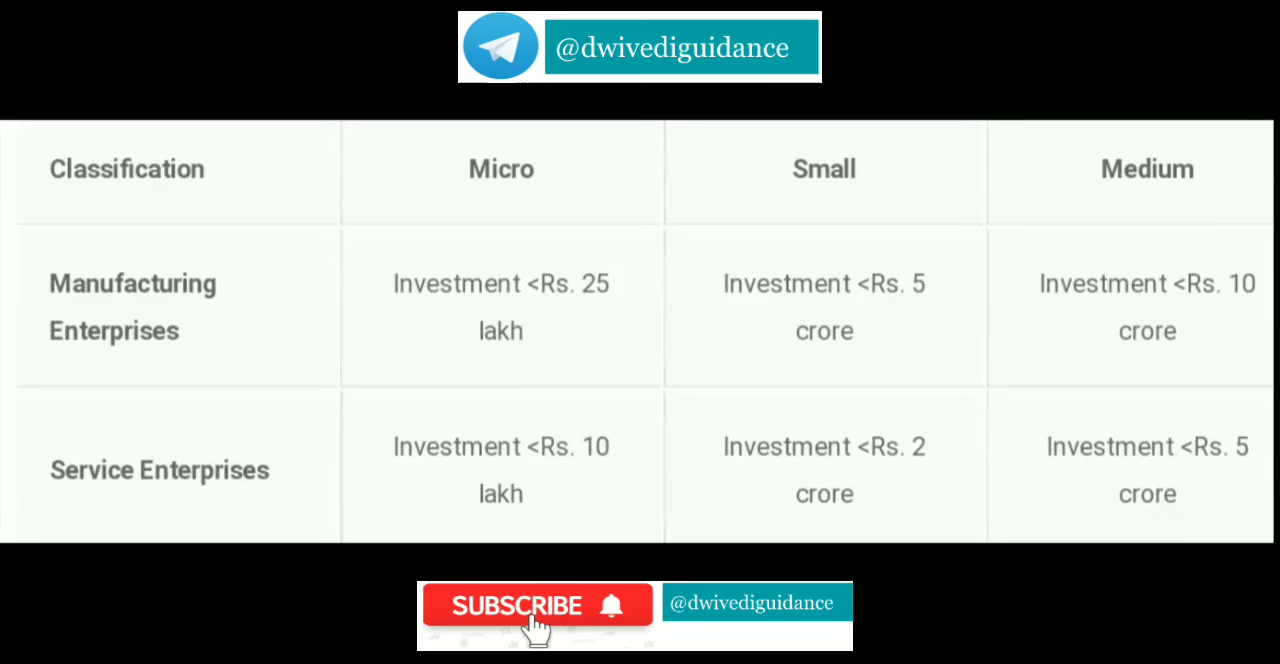 @dwivediguidance
Classification Micro Small Medium
Manufacturing Enterprises Investment <Rs. 25 lakh Investment <Rs. 5 crore Investment <Rs. 10 crore
Service Enterprises Investment <Rs. 10 lakh Investment <Rs. 2 crore Investment <Rs. 5 crore
SUBSCRIBE @dwivediguidance